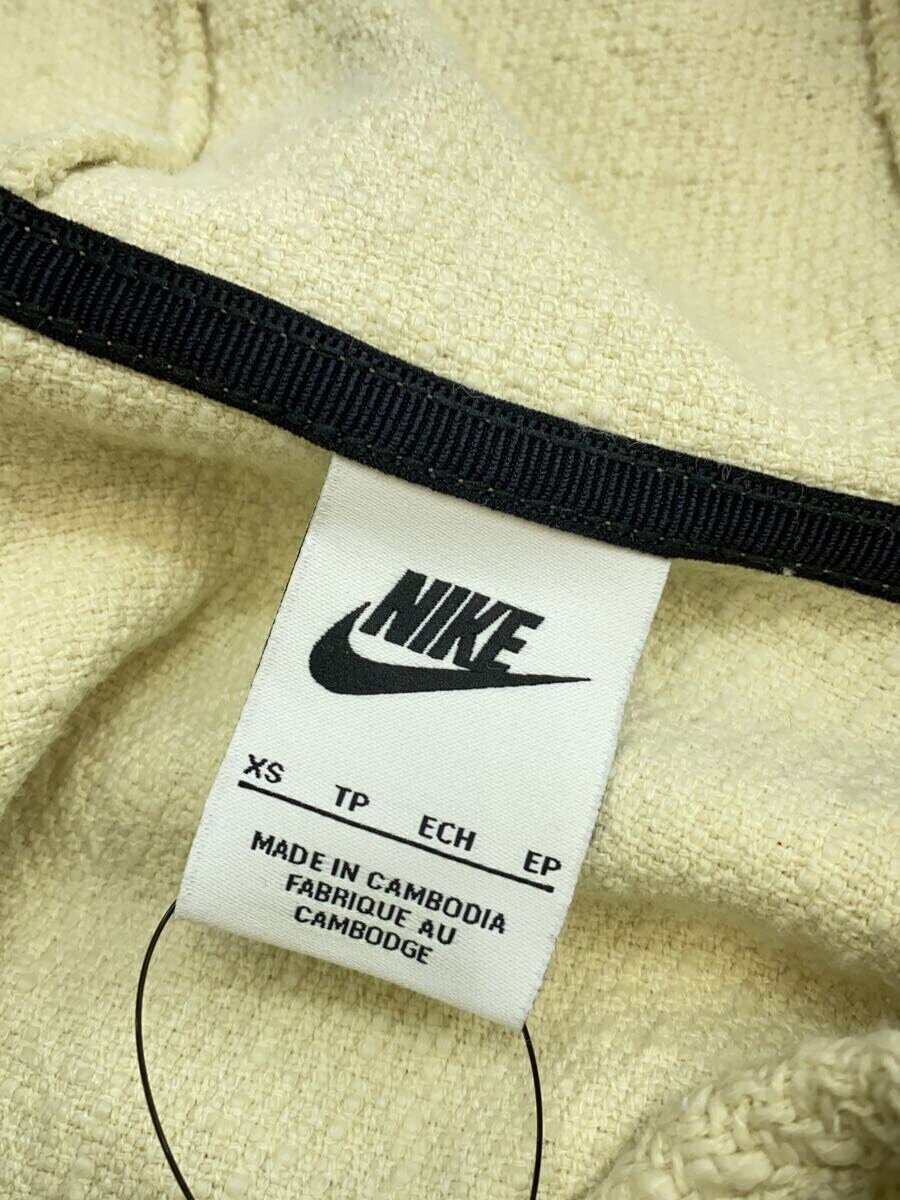 NIKE
XS TP ECH EP
MADE IN CAMBODIA
FABRIQUE AU
CAMBODGE